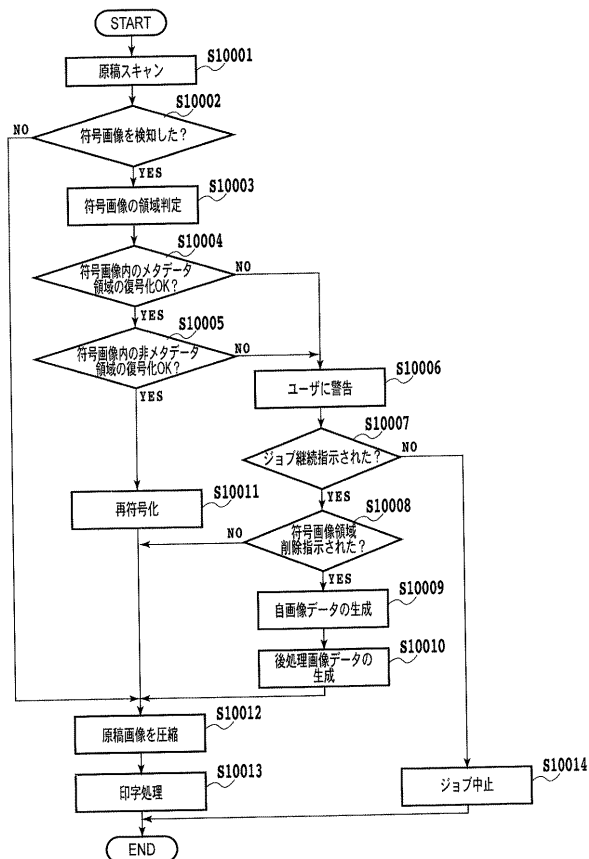 START
原稿スキャン
S10001
符号画像を検知した?
S10002
NO
YES
符号画像の領域判定
S10003
符号画像内のメタデータ
領域の復号化OK?
S10004
NO
YES
符号画像内の非メタデータ
領域の復号化OK?
S10005
NO
YES
ユーザに警告
S10006
ジョブ継続指示された?
S10007
NO
YES
再符号化
S10011
符号画像領域
削除指示された?
S10008
NO
YES
自画像データの生成
S10009
後処理画像データの
生成
S10010
原稿画像を圧縮
S10012
印字処理
S10013
ジョブ中止
S10014
END